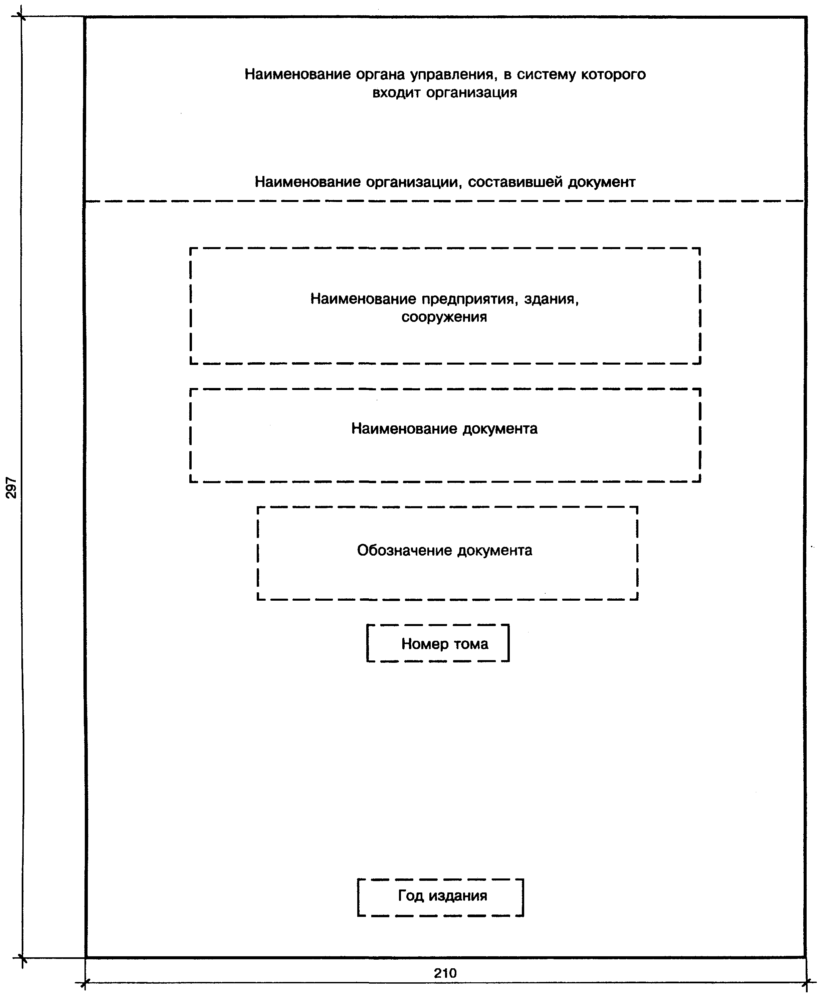 Наименование органа управления, в систему которого
входит организация
Наименование организации, составившей документ
Наименование предприятия, здания,
сооружения
Наименование документа
297
Обозначение документа
Номер тома
Год издания
210